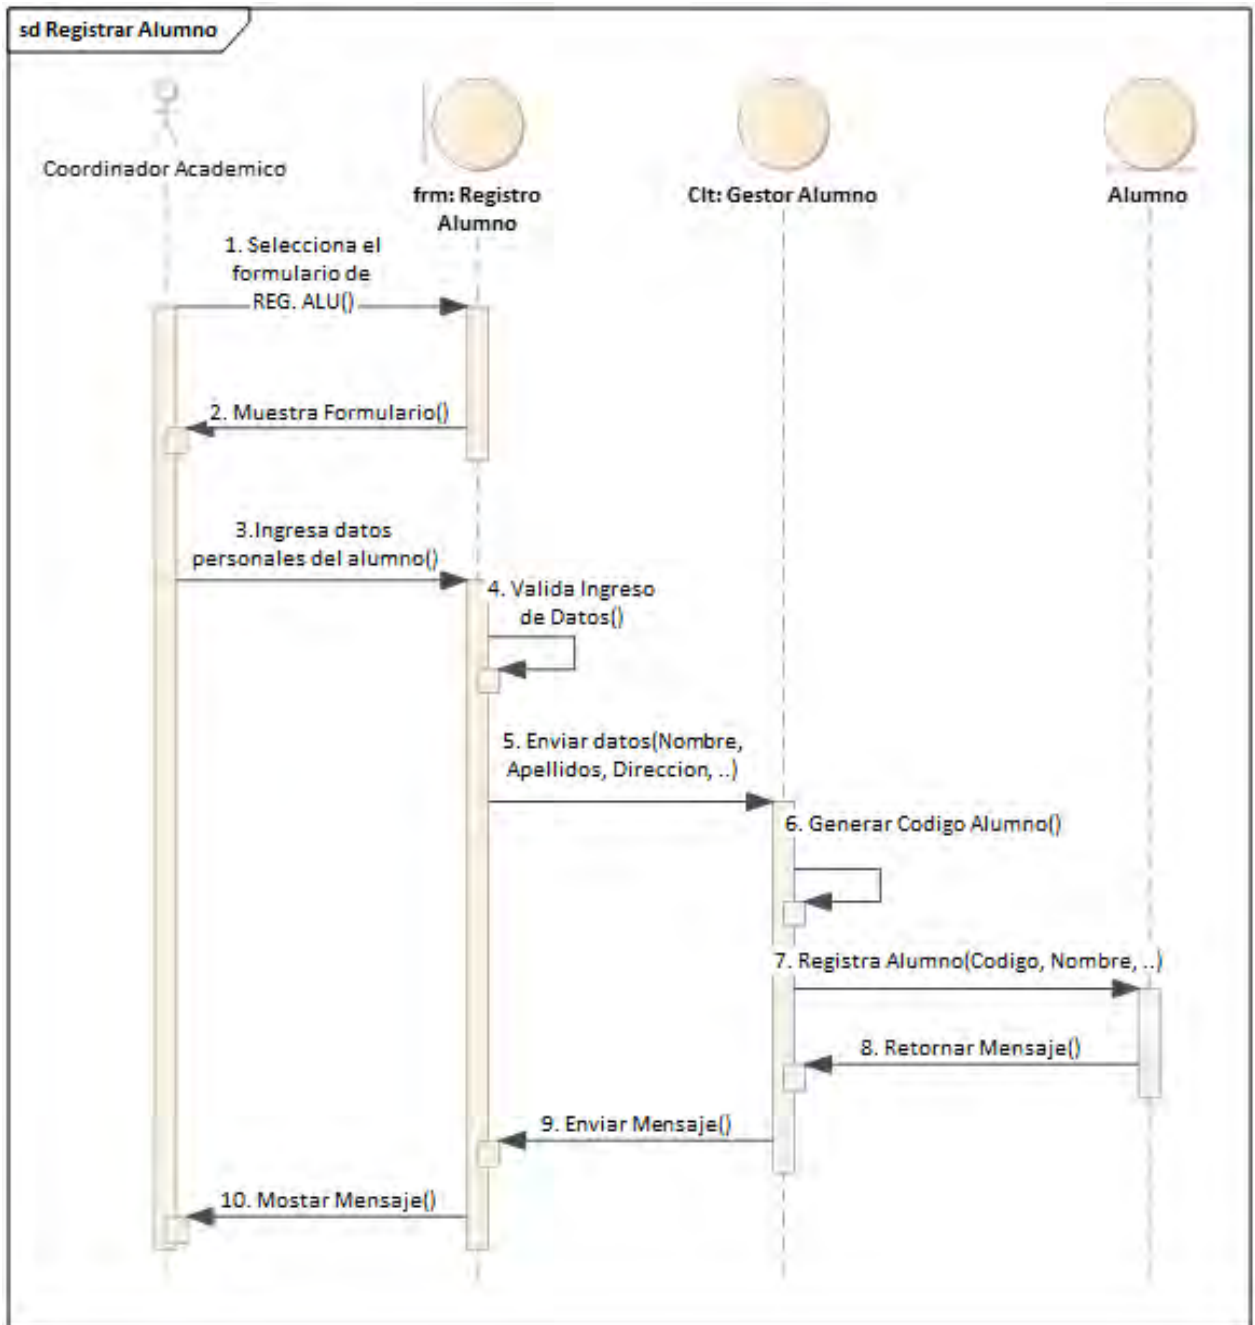 sd Registrar Alumno
Coordinador Academico
frm: Registro
Alumno
Clt: Gestor Alumno
Alumno
1. Selecciona el
formulario de
REG. ALU()
2. Muestra Formulario()
3.Ingresa datos
personales del alumno()
4. Valida Ingreso
de Datos()
5. Enviar datos(Nombre,
Apellidos, Direccion, ..)
6. Generar Codigo Alumno()
7. Registra Alumno(Codigo, Nombre, ..)
8. Retornar Mensaje()
9. Enviar Mensaje()
10. Mostar Mensaje()